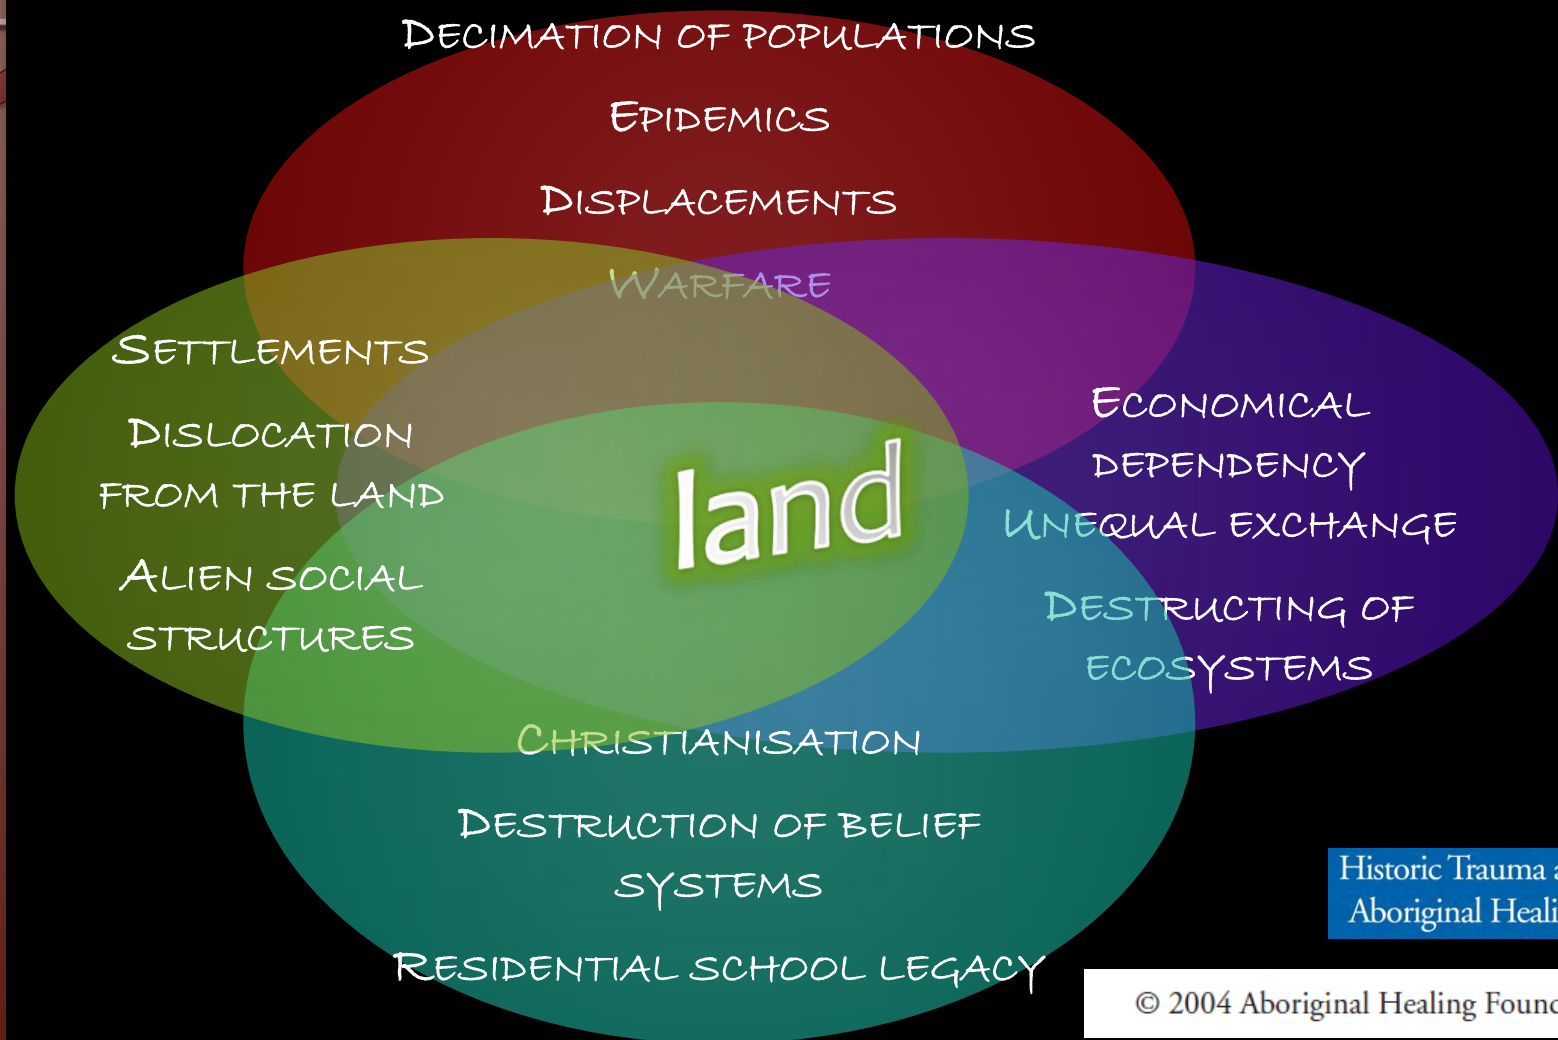 Decimation of populations
Epidemics
Displacements
Warfare
Settlements
Dislocation
from the land
Alien social
structures
land
Economical
dependency
Unequal exchange
Destructing of
ecosystems
Christianisation
Destruction of belief
systems
Residential school legacy
Historic Trauma
Aboriginal
© 2004 Aboriginal Healing